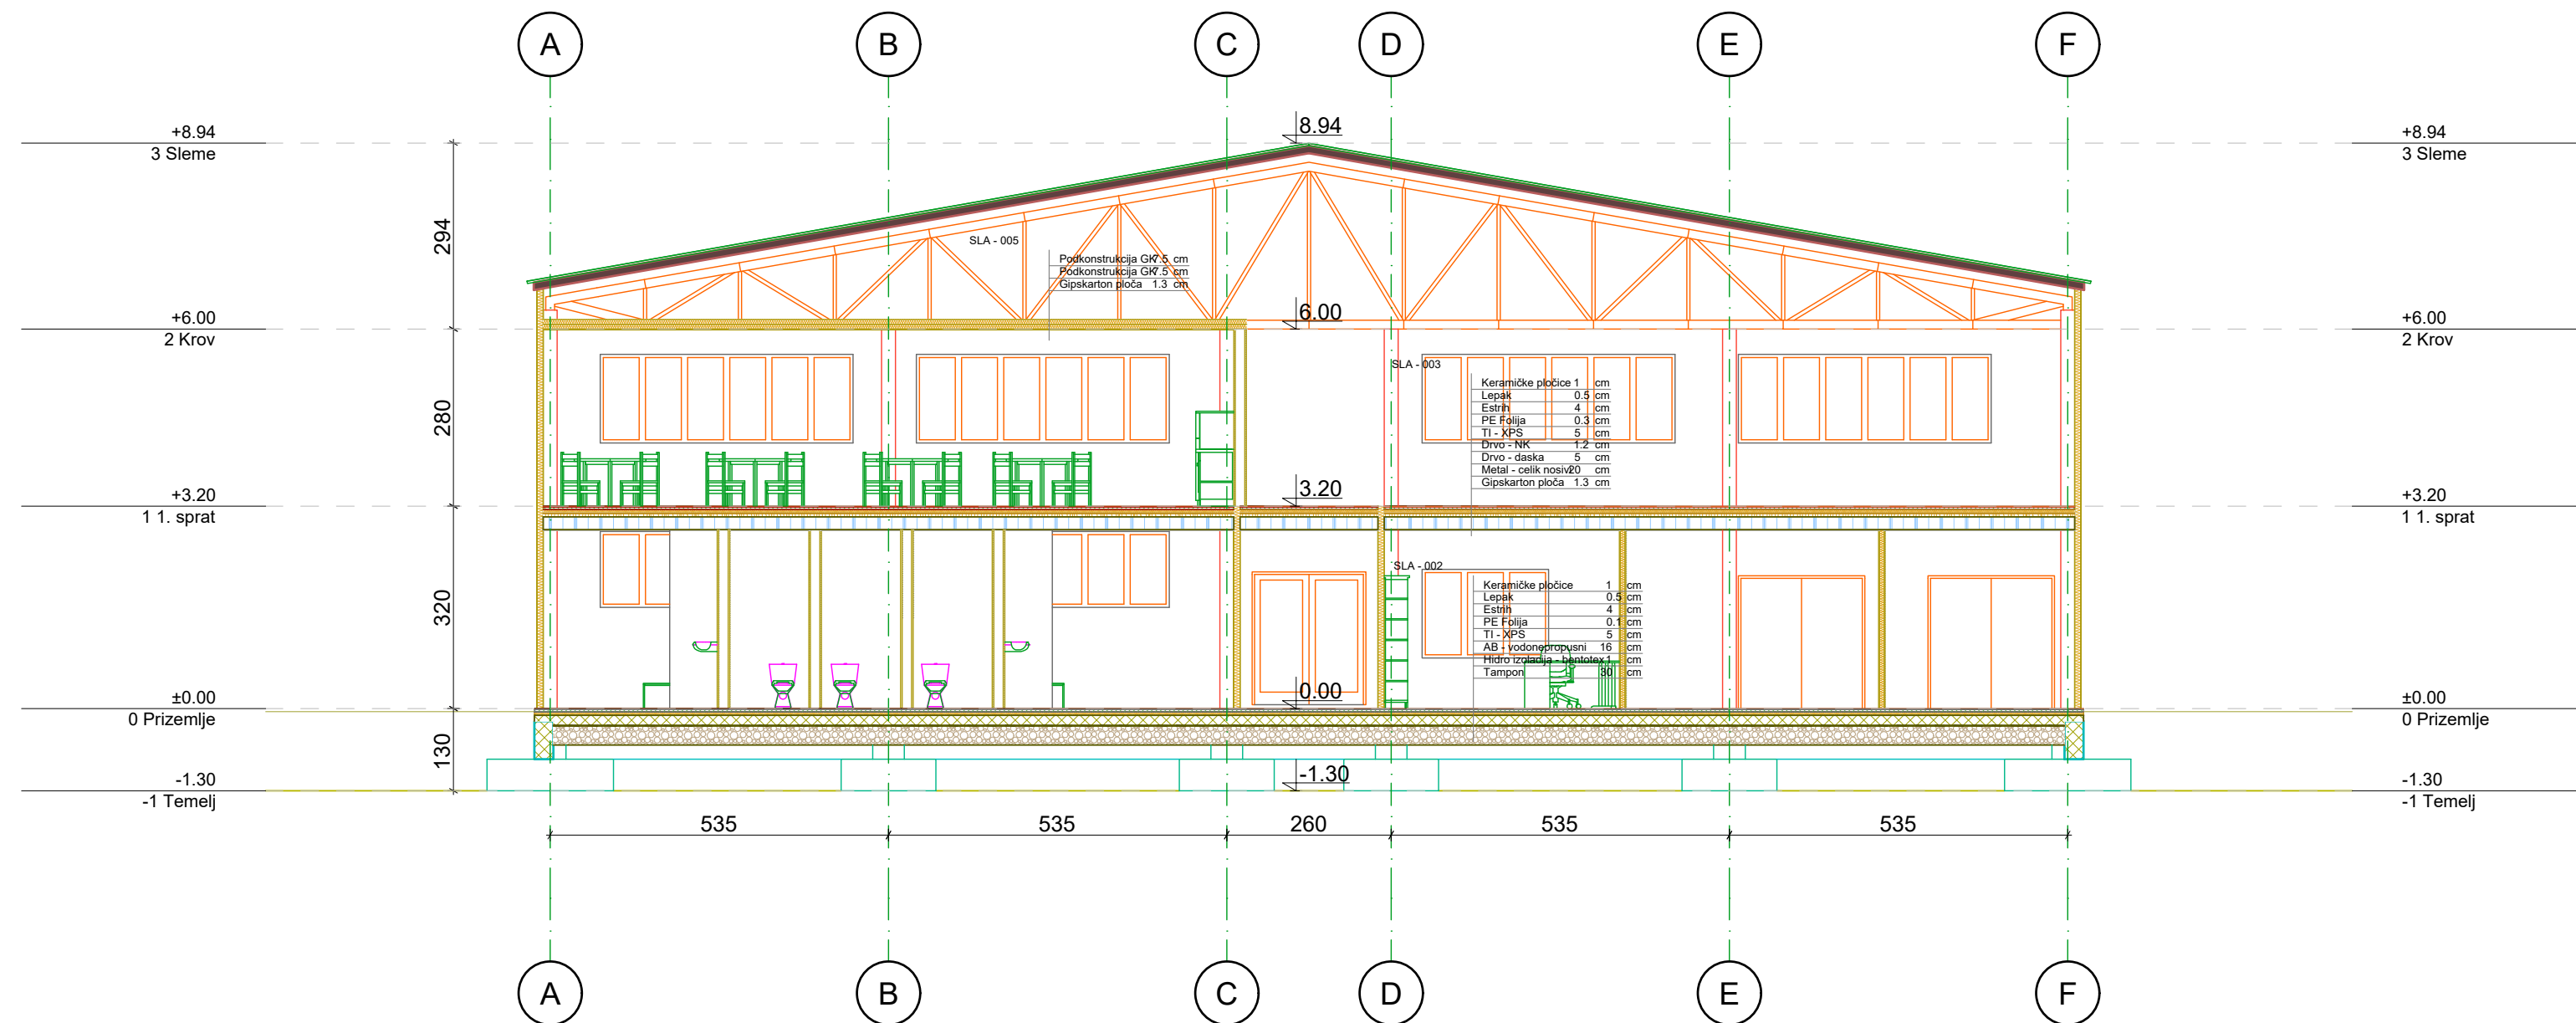 A B C D E F
+8.94
3 Sleme
8.94
+8.94
3 Sleme
294
SLA - 005
Podkonstrukcija GK 7.5 cm
Podkonstrukcija GK 7.5 cm
Gipskarton ploča 1.3 cm
+6.00
2 Krov
6.00
+6.00
2 Krov
280
SLA - 003
Keramičke pločice 1 cm
Lepak 0.5 cm
Estrih 4 cm
PE Folija 0.3 cm
TI - XPS 5 cm
Drvo - NK 1.2 cm
Drvo - daska 5 cm
Metal - celik nosivi 20 cm
Gipskarton ploča 1.3 cm
+3.20
1 1. sprat
3.20
+3.20
1 1. sprat
320
SLA - 002
Keramičke pločice 1 cm
Lepak 0.5 cm
Estrih 4 cm
PE Folija 0.1 cm
TI - XPS 5 cm
AB - vodonepropusni 16 cm
Hidro izolacija - bentotex 1 cm
Tampon 30 cm
±0.00
0 Prizemlje
0.00
±0.00
0 Prizemlje
130
-1.30
-1 Temelj
-1.30
-1.30
-1 Temelj
535 535 260 535 535
A B C D E F